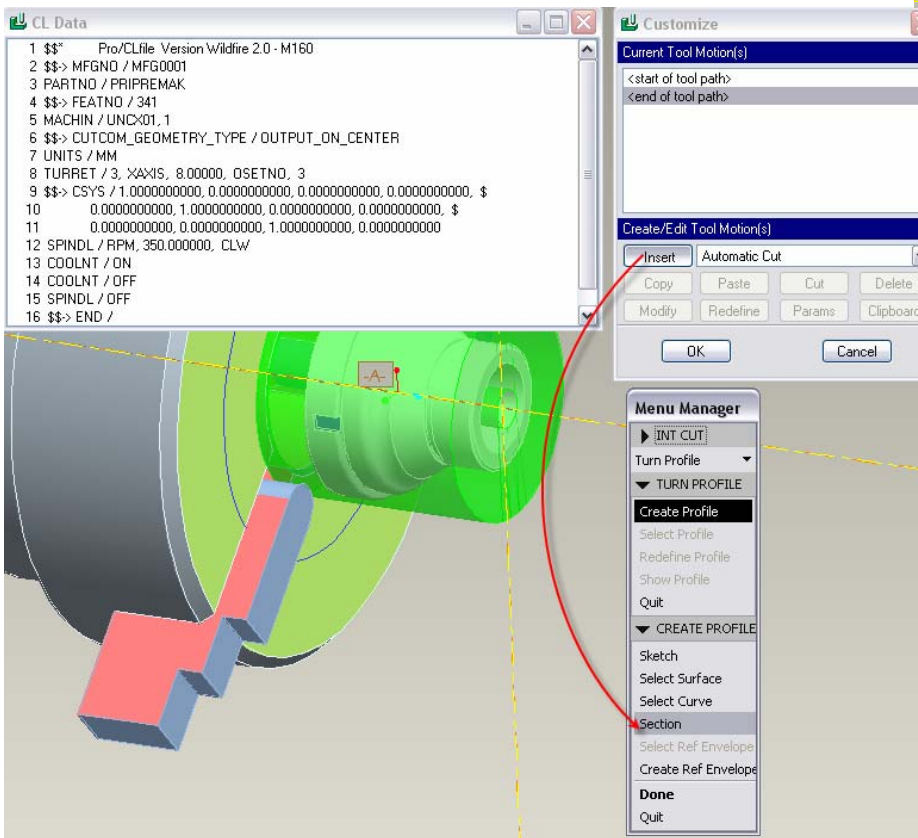 CL Data
1 $$* Pro/CLfile Version Wildfire 2.0 - M160
2 $$-> MFGNO / MFG0001
3 PARTNO / PRIPREMAK
4 $$-> FEATNO / 341
5 MACHIN / UNCX01, 1
6 $$-> CUTCOM_GEOMETRY_TYPE / OUTPUT_ON_CENTER
7 UNITS / MM
8 TURRET / 3, XAXIS, 8.00000, OSETNO, 3
9 $$-> CSYS / 1.0000000000, 0.0000000000, 0.0000000000, 0.0000000000, $
10 0.0000000000, 1.0000000000, 0.0000000000, 0.0000000000, $
11 0.0000000000, 0.0000000000, 1.0000000000, 0.0000000000
12 SPINDL / RPM, 350.000000, CLW
13 COOLNT / ON
14 COOLNT / OFF
15 SPINDL / OFF
16 $$-> END /
Customize
Current Tool Motion(s)
<start of tool path>
<end of tool path>
Create/Edit Tool Motion(s)
Insert Automatic Cut
Copy Paste Cut Delete
Modify Redefine Params Clipboard
OK Cancel
-A-
Menu Manager
INT CUT
Turn Profile
TURN PROFILE
Create Profile
Select Profile
Redefine Profile
Show Profile
Quit
CREATE PROFILE
Sketch
Select Surface
Select Curve
Section
Select Ref Envelope
Create Ref Envelope
Done
Quit